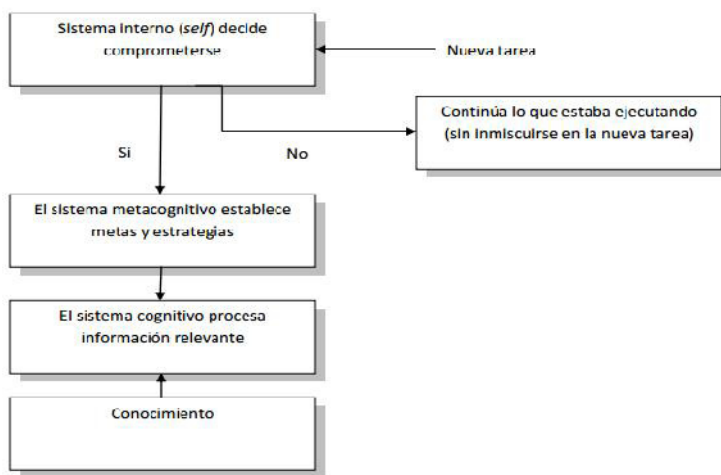 Sistema interno (self) decide
comprometerse
Nueva tarea
Continúa lo que estaba ejecutando
(sin inmiscuirse en la nueva tarea)
Si
No
El sistema metacognitivo establece
metas y estrategias
El sistema cognitivo procesa
información relevante
Conocimiento